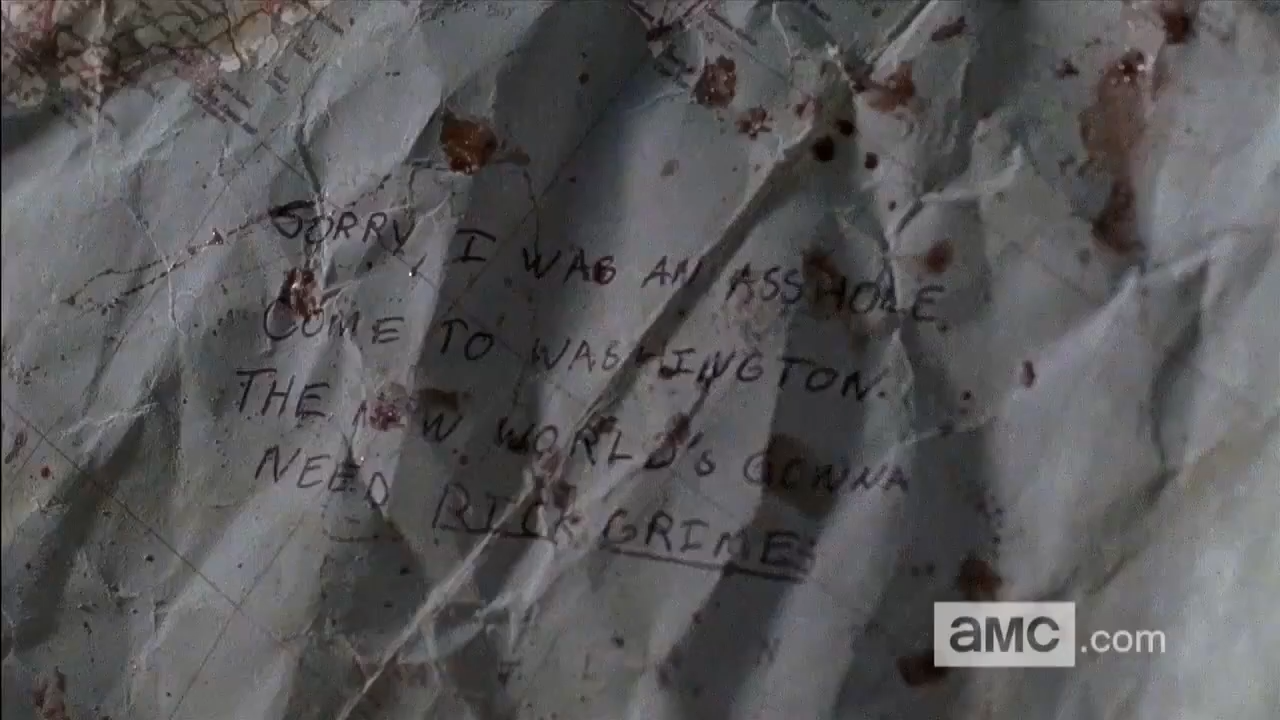 SORRY, I WAS AN ASSHOLE.
COME TO WASHINGTON.
THE NEW WORLD'S GONNA
NEED RICK GRIMES
aMC.com